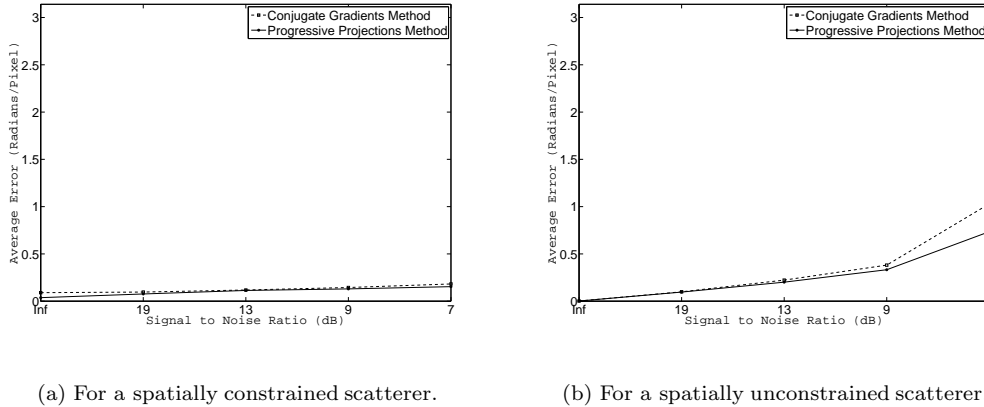 Conjugate Gradients Method
Progressive Projections Method
3
2.5
2
1.5
1
0.5
0
Average Error (Radians/Pixel)
Inf
19
13
9
7
Signal to Noise Ratio (dB)
(a) For a spatially constrained scatterer.
Conjugate Gradients Method
Progressive Projections Method
3
2.5
2
1.5
1
0.5
0
Average Error (Radians/Pixel)
Inf
19
13
9
Signal to Noise Ratio (dB)
(b) For a spatially unconstrained scatterer